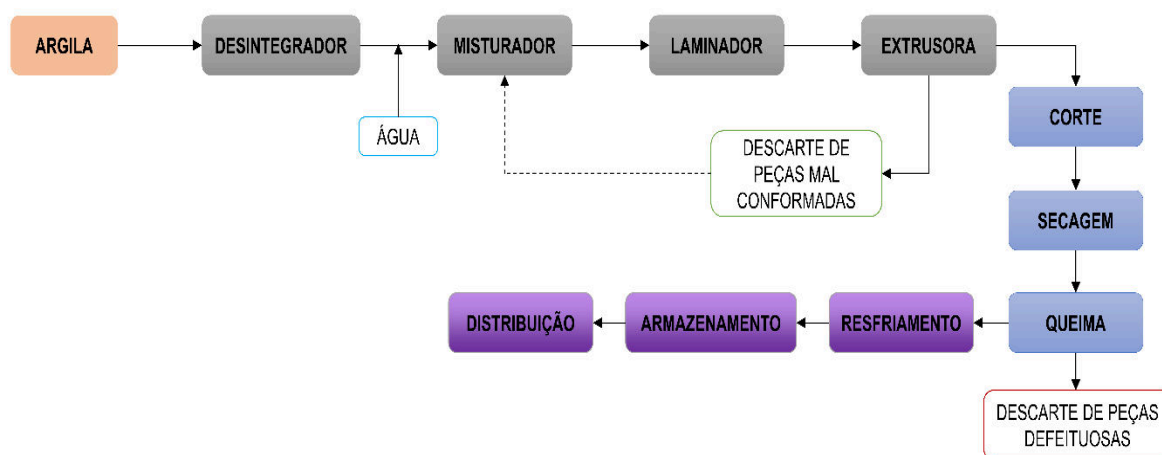 ARGILA
DESINTEGRADOR
MISTURADOR
LAMINADOR
EXTRUSORA
ÁGUA
DESCARTE DE
PEÇAS MAL
CONFORMADAS
CORTE
SECAGEM
QUEIMA
RESFRIAMENTO
ARMAZENAMENTO
DISTRIBUIÇÃO
DESCARTE DE PEÇAS
DEFEITUOSAS